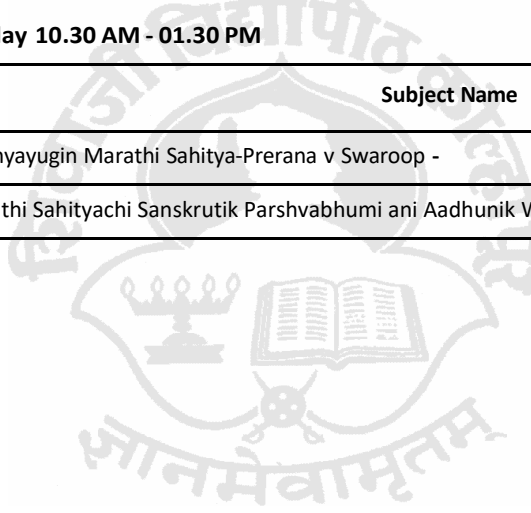 ay 10.30 AM - 01.30 PM
Subject Name
nyayugin Marathi Sahitya-Prerana v Swaroop -
thi Sahityachi Sanskrutik Parshvabhumi ani Aadhunik
ज्ञानमेवामृतम्